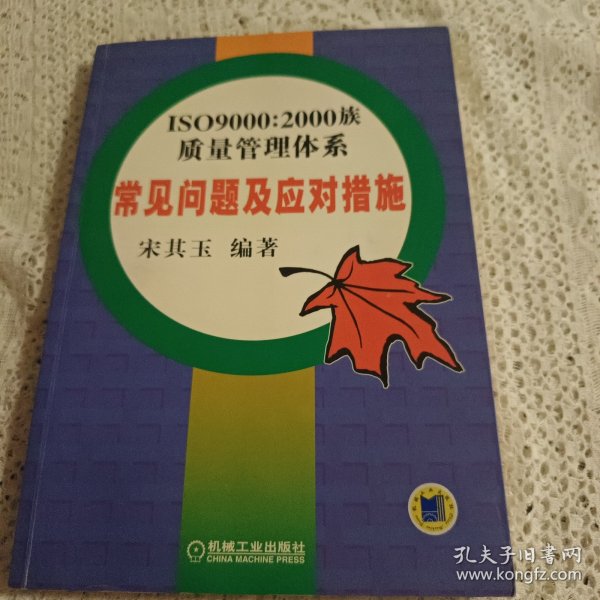 ISO9000:2000族
质量管理体系
常见问题及应对措施
宋其玉 编著
机械工业出版社
CHINA MACHINE PRESS
孔夫子旧书网
www.kongfz.com